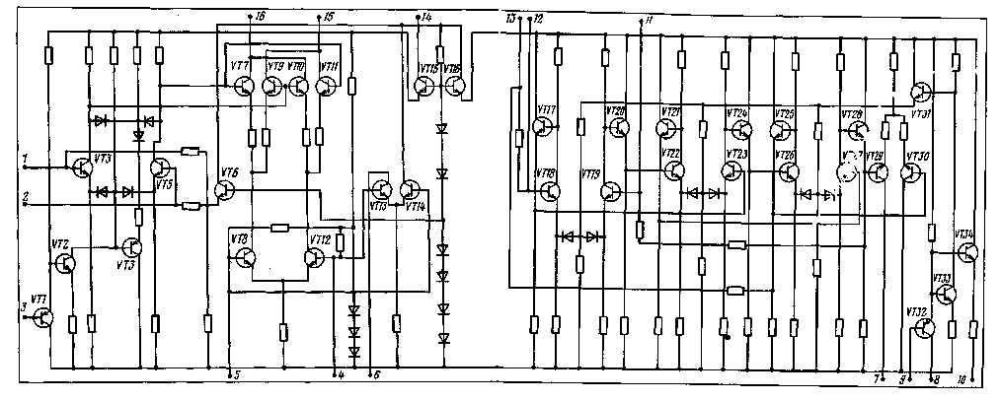 16 15 14 13 12 11
VT7 VT9 VT10 VT11 VT15 VT16
VT31
VT17 VT20 VT21 VT24 VT25 VT28
1 VT3 VT5 VT6 VT13 VT14 VT18 VT19 VT22 VT23 VT26 VT29 VT30
2
VT2 VT3 VT8 VT12 VT34
3 VT1 VT33
VT32
5 4 6 7 9 8 10